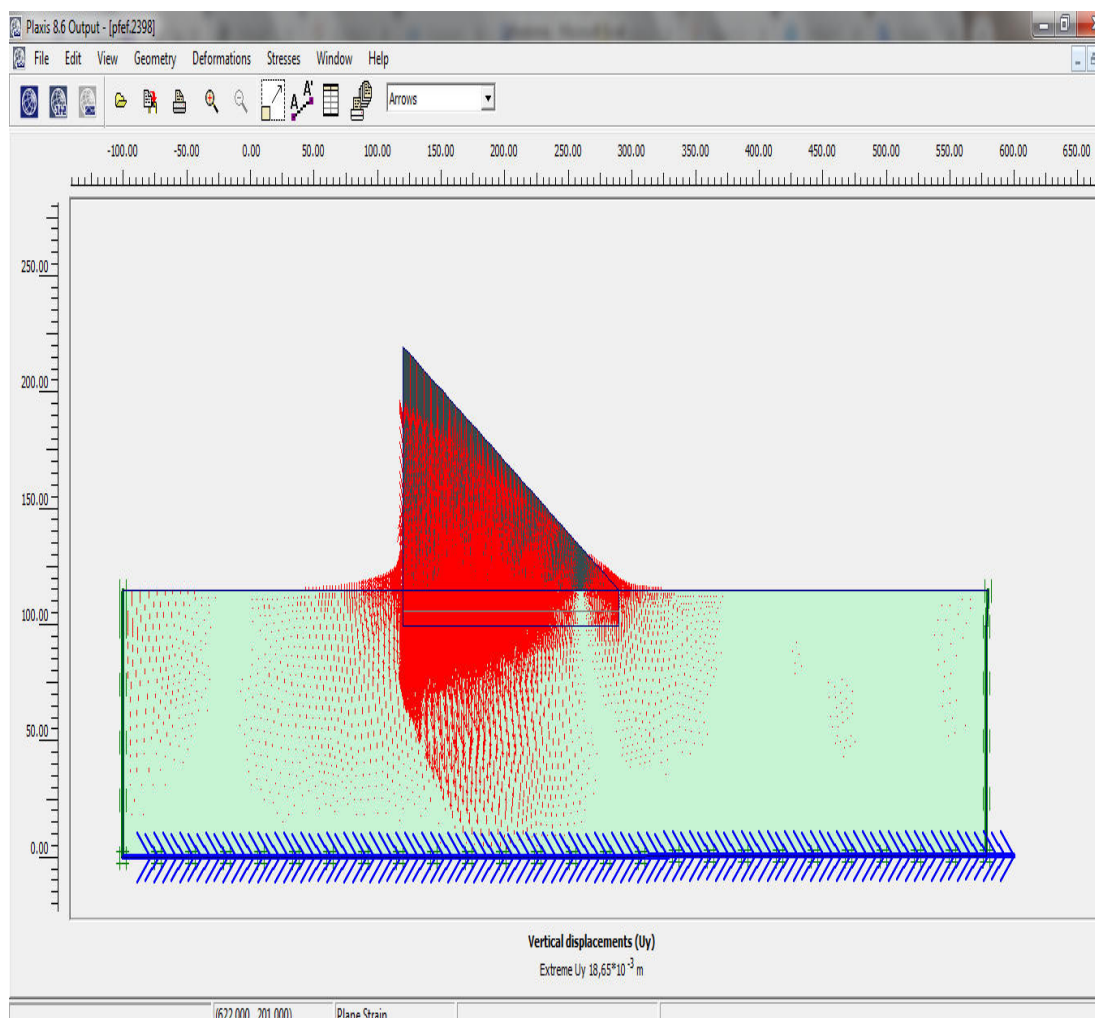 Plaxis 8.6 Output - [pfef.2398]
File Edit View Geometry Deformations Stresses Window Help
Arrows
-100.00 -50.00 0.00 50.00 100.00 150.00 200.00 250.00 300.00 350.00 400.00 450.00 500.00 550.00 600.00 650.00
250.00
200.00
150.00
100.00
50.00
0.00
Vertical displacements (Uy)
Extreme Uy 18,65*10 -3 m
(622.000 , 201.000) Plane Strain